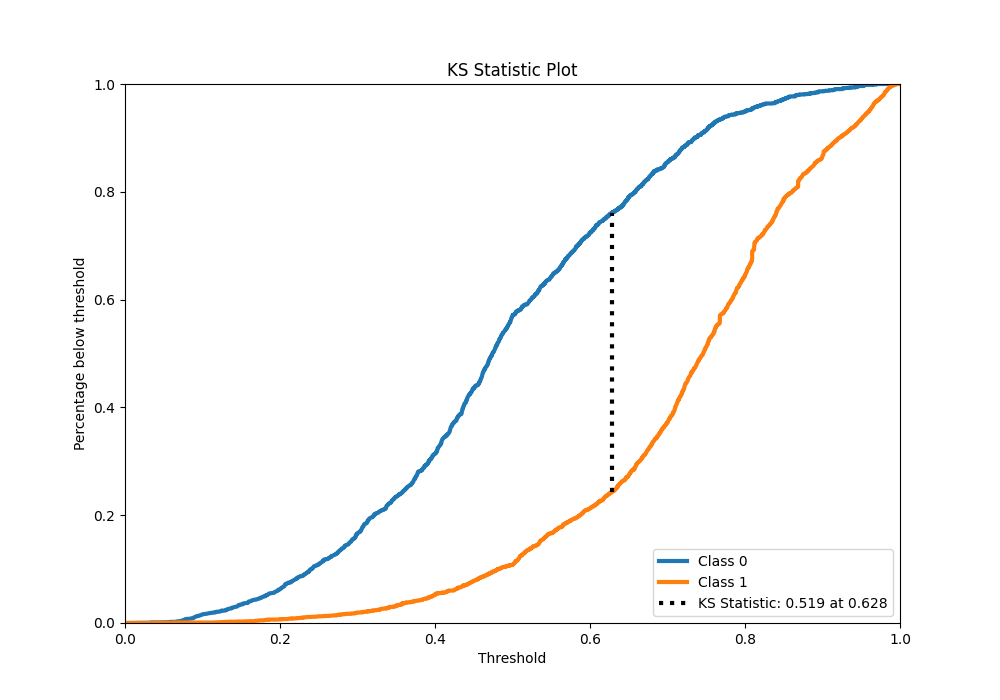 KS Statistic Plot
1.0
0.8
0.6
0.4
0.2
0.0
Percentage below threshold
0.0 0.2 0.4 0.6 0.8 1.0
Threshold
Class 0
Class 1
KS Statistic: 0.519 at 0.628